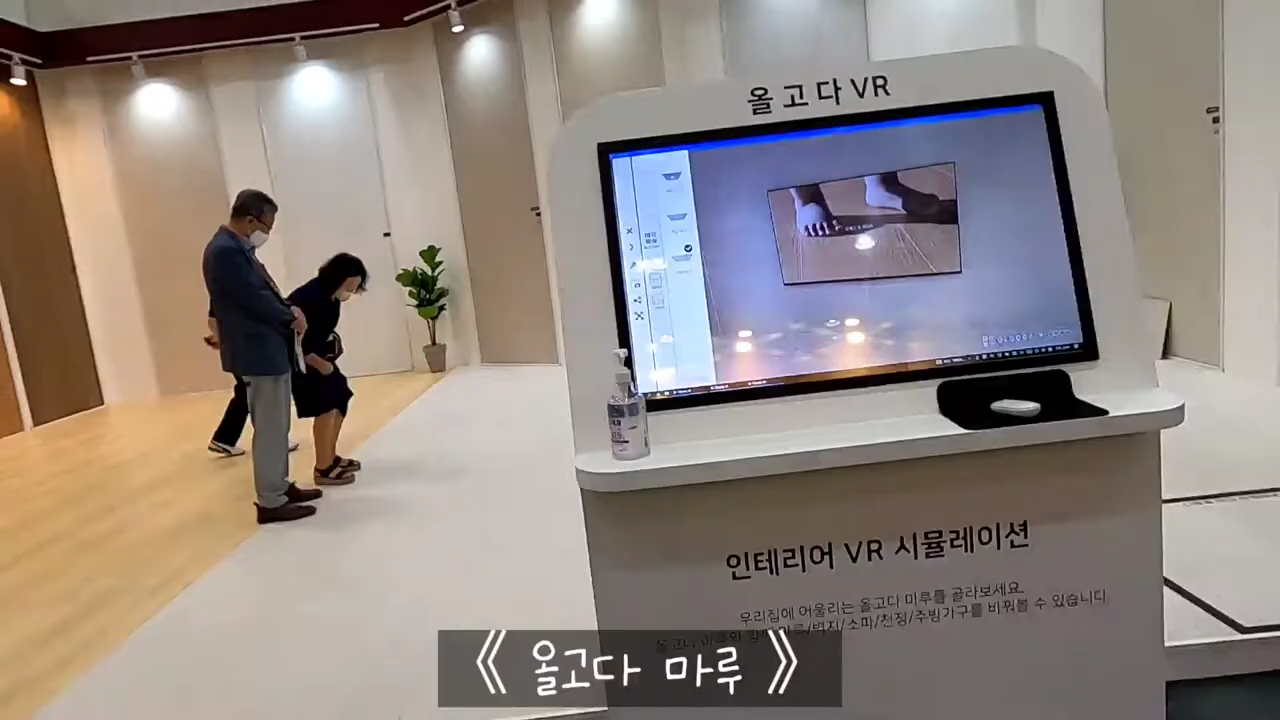 올고다 VR
인테리어 VR 시뮬레이션
우리집에 어울리는 올고다 마루를 골라보세요
마루/벽지/소파/천정/주방가구를 바꿔볼 수 있습니다
《 올고다 마루 》